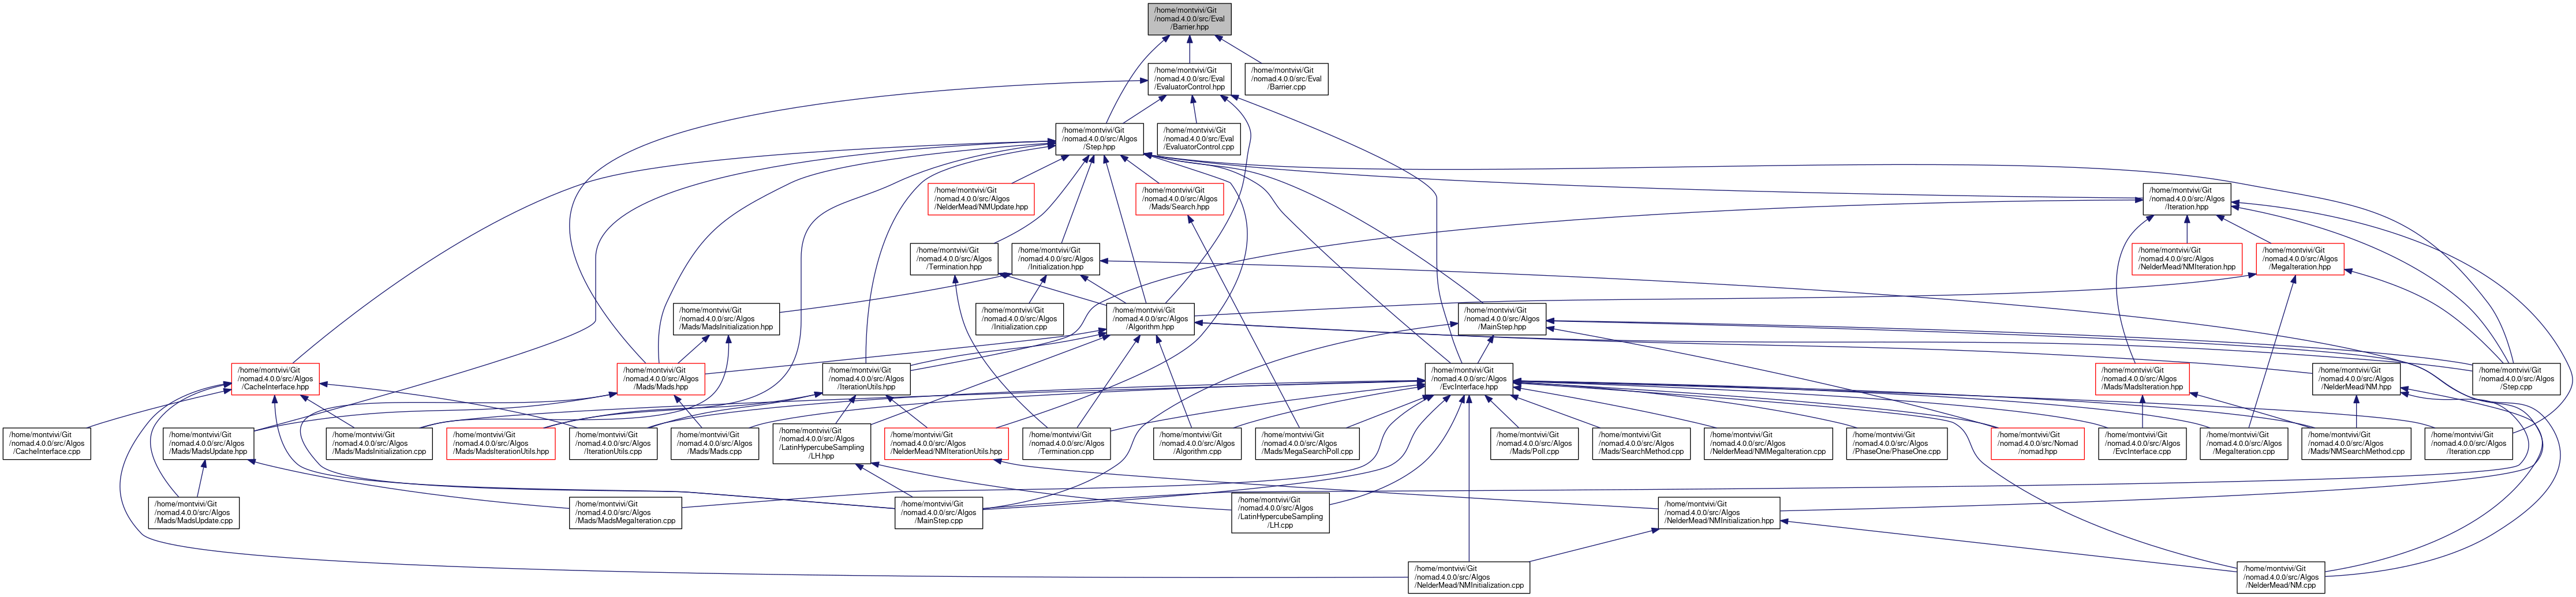 /home/montvivi/Git
/nomad.4.0.0/src/Eval
/Barrier.hpp
/home/montvivi/Git
/nomad.4.0.0/src/Eval
/EvaluatorControl.hpp
/home/montvivi/Git
/nomad.4.0.0/src/Eval
/Barrier.cpp
/home/montvivi/Git
/nomad.4.0.0/src/Algos
/Step.hpp
/home/montvivi/Git
/nomad.4.0.0/src/Eval
/EvaluatorControl.cpp
/home/montvivi/Git
/nomad.4.0.0/src/Algos
/NelderMead/NMUpdate.hpp
/home/montvivi/Git
/nomad.4.0.0/src/Algos
/Mads/Search.hpp
/home/montvivi/Git
/nomad.4.0.0/src/Algos
/Iteration.hpp
/home/montvivi/Git
/nomad.4.0.0/src/Algos
/Termination.hpp
/home/montvivi/Git
/nomad.4.0.0/src/Algos
/Initialization.hpp
/home/montvivi/Git
/nomad.4.0.0/src/Algos
/NelderMead/NMIteration.hpp
/home/montvivi/Git
/nomad.4.0.0/src/Algos
/MegaIteration.hpp
/home/montvivi/Git
/nomad.4.0.0/src/Algos
/Mads/MadsInitialization.hpp
/home/montvivi/Git
/nomad.4.0.0/src/Algos
/Initialization.cpp
/home/montvivi/Git
/nomad.4.0.0/src/Algos
/Algorithm.hpp
/home/montvivi/Git
/nomad.4.0.0/src/Algos
/MainStep.hpp
/home/montvivi/Git
/nomad.4.0.0/src/Algos
/CacheInterface.hpp
/home/montvivi/Git
/nomad.4.0.0/src/Algos
/Mads/Mads.hpp
/home/montvivi/Git
/nomad.4.0.0/src/Algos
/IterationUtils.hpp
/home/montvivi/Git
/nomad.4.0.0/src/Algos
/EvcInterface.hpp
/home/montvivi/Git
/nomad.4.0.0/src/Algos
/Mads/MadsIteration.hpp
/home/montvivi/Git
/nomad.4.0.0/src/Algos
/NelderMead/NM.hpp
/home/montvivi/Git
/nomad.4.0.0/src/Algos
/Step.cpp
/home/montvivi/Git
/nomad.4.0.0/src/Algos
/CacheInterface.cpp
/home/montvivi/Git
/nomad.4.0.0/src/Algos
/Mads/MadsUpdate.hpp
/home/montvivi/Git
/nomad.4.0.0/src/Algos
/Mads/MadsInitialization.cpp
/home/montvivi/Git
/nomad.4.0.0/src/Algos
/Mads/MadsIterationUtils.hpp
/home/montvivi/Git
/nomad.4.0.0/src/Algos
/IterationUtils.cpp
/home/montvivi/Git
/nomad.4.0.0/src/Algos
/Mads/Mads.cpp
/home/montvivi/Git
/nomad.4.0.0/src/Algos
/LatinHypercubeSampling
/LH.hpp
/home/montvivi/Git
/nomad.4.0.0/src/Algos
/NelderMead/NMIterationUtils.hpp
/home/montvivi/Git
/nomad.4.0.0/src/Algos
/Termination.cpp
/home/montvivi/Git
/nomad.4.0.0/src/Algos
/Algorithm.cpp
/home/montvivi/Git
/nomad.4.0.0/src/Algos
/Mads/MegaSearchPoll.cpp
/home/montvivi/Git
/nomad.4.0.0/src/Algos
/Mads/Poll.cpp
/home/montvivi/Git
/nomad.4.0.0/src/Algos
/Mads/SearchMethod.cpp
/home/montvivi/Git
/nomad.4.0.0/src/Algos
/NelderMead/NMMegaIteration.cpp
/home/montvivi/Git
/nomad.4.0.0/src/Algos
/PhaseOne/PhaseOne.cpp
/home/montvivi/Git
/nomad.4.0.0/src/Nomad
/nomad.hpp
/home/montvivi/Git
/nomad.4.0.0/src/Algos
/EvcInterface.cpp
/home/montvivi/Git
/nomad.4.0.0/src/Algos
/MegaIteration.cpp
/home/montvivi/Git
/nomad.4.0.0/src/Algos
/Mads/NMSearchMethod.cpp
/home/montvivi/Git
/nomad.4.0.0/src/Algos
/Iteration.cpp
/home/montvivi/Git
/nomad.4.0.0/src/Algos
/Mads/MadsUpdate.cpp
/home/montvivi/Git
/nomad.4.0.0/src/Algos
/Mads/MadsMegaIteration.cpp
/home/montvivi/Git
/nomad.4.0.0/src/Algos
/MainStep.cpp
/home/montvivi/Git
/nomad.4.0.0/src/Algos
/LatinHypercubeSampling
/LH.cpp
/home/montvivi/Git
/nomad.4.0.0/src/Algos
/NelderMead/NMInitialization.hpp
/home/montvivi/Git
/nomad.4.0.0/src/Algos
/NelderMead/NMInitialization.cpp
/home/montvivi/Git
/nomad.4.0.0/src/Algos
/NelderMead/NM.cpp